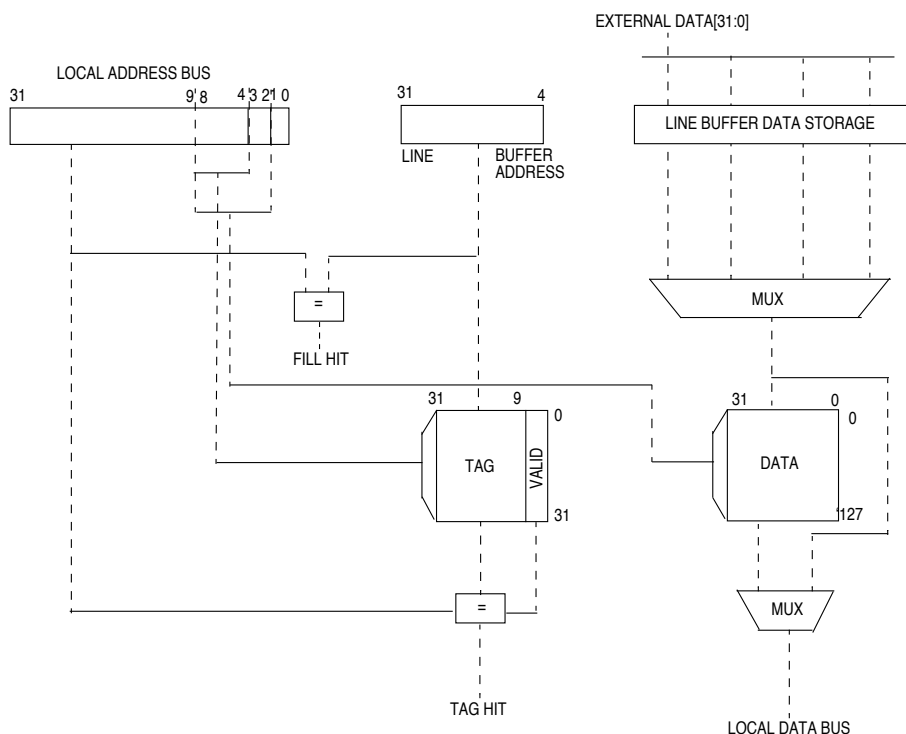 EXTERNAL DATA[31:0]
LOCAL ADDRESS BUS
31 9 8 4 3 2 1 0
31 4
LINE BUFFER DATA STORAGE
LINE BUFFER
ADDRESS
MUX
=
FILL HIT
31 9
0
TAG
VALID
31
31 0
0
DATA
127
=
MUX
TAG HIT
LOCAL DATA BUS